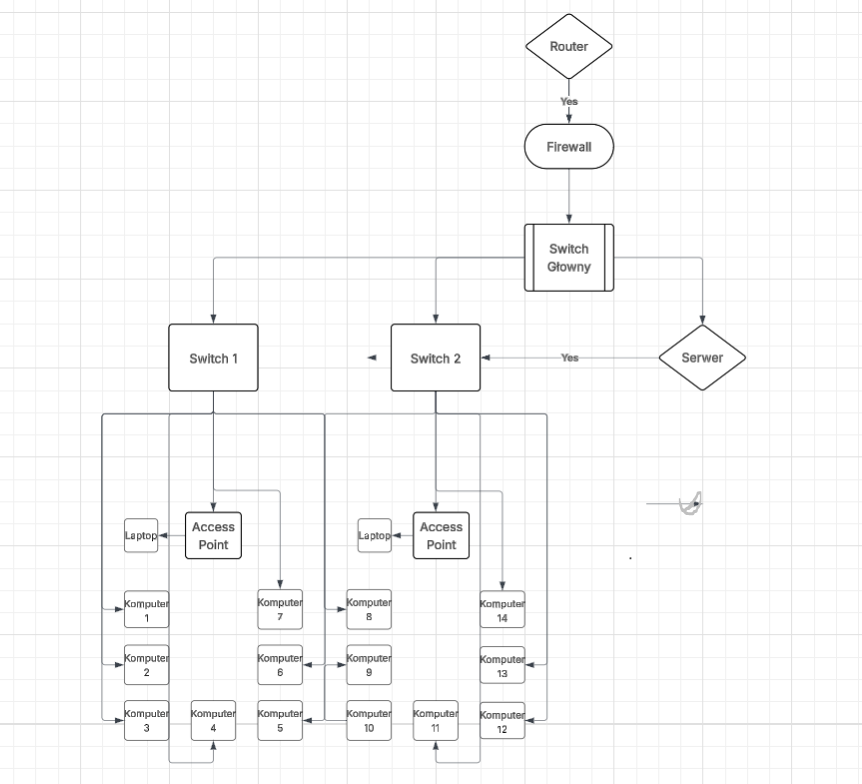 Router
Yes
Firewall
Switch
Głowny
Switch 1
Switch 2
Yes
Serwer
Laptop
Access
Point
Laptop
Access
Point
Komputer
1
Komputer
7
Komputer
8
Komputer
14
Komputer
2
Komputer
6
Komputer
9
Komputer
13
Komputer
3
Komputer
4
Komputer
5
Komputer
10
Komputer
11
Komputer
12